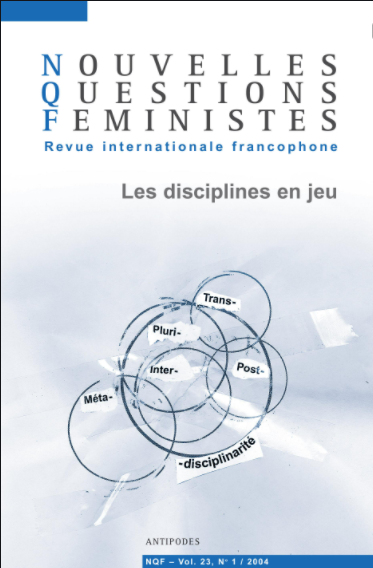 NOUVELLES
QUESTIONS
FEMINISTES
Revue internationale francophone
Les disciplines en jeu
Trans-
Pluri-
Inter-
Post-
Méta-
-disciplinarité
ANTIPODES
NQF – Vol. 23, N° 1 / 2004